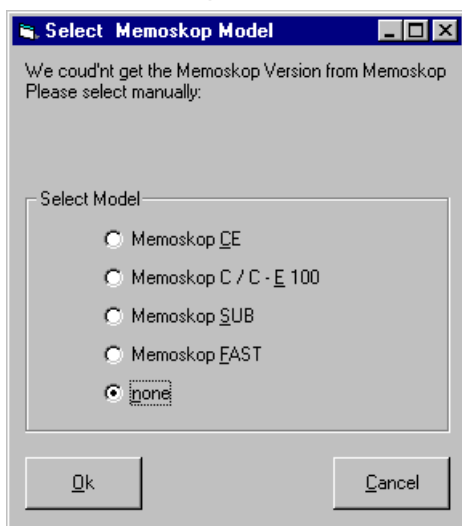 Select Memoskop Model
We coud'nt get the Memoskop Version from Memoskop
Please select manually:
Select Model
Memoskop CE
Memoskop C / C - E 100
Memoskop SUB
Memoskop FAST
none
Ok
Cancel